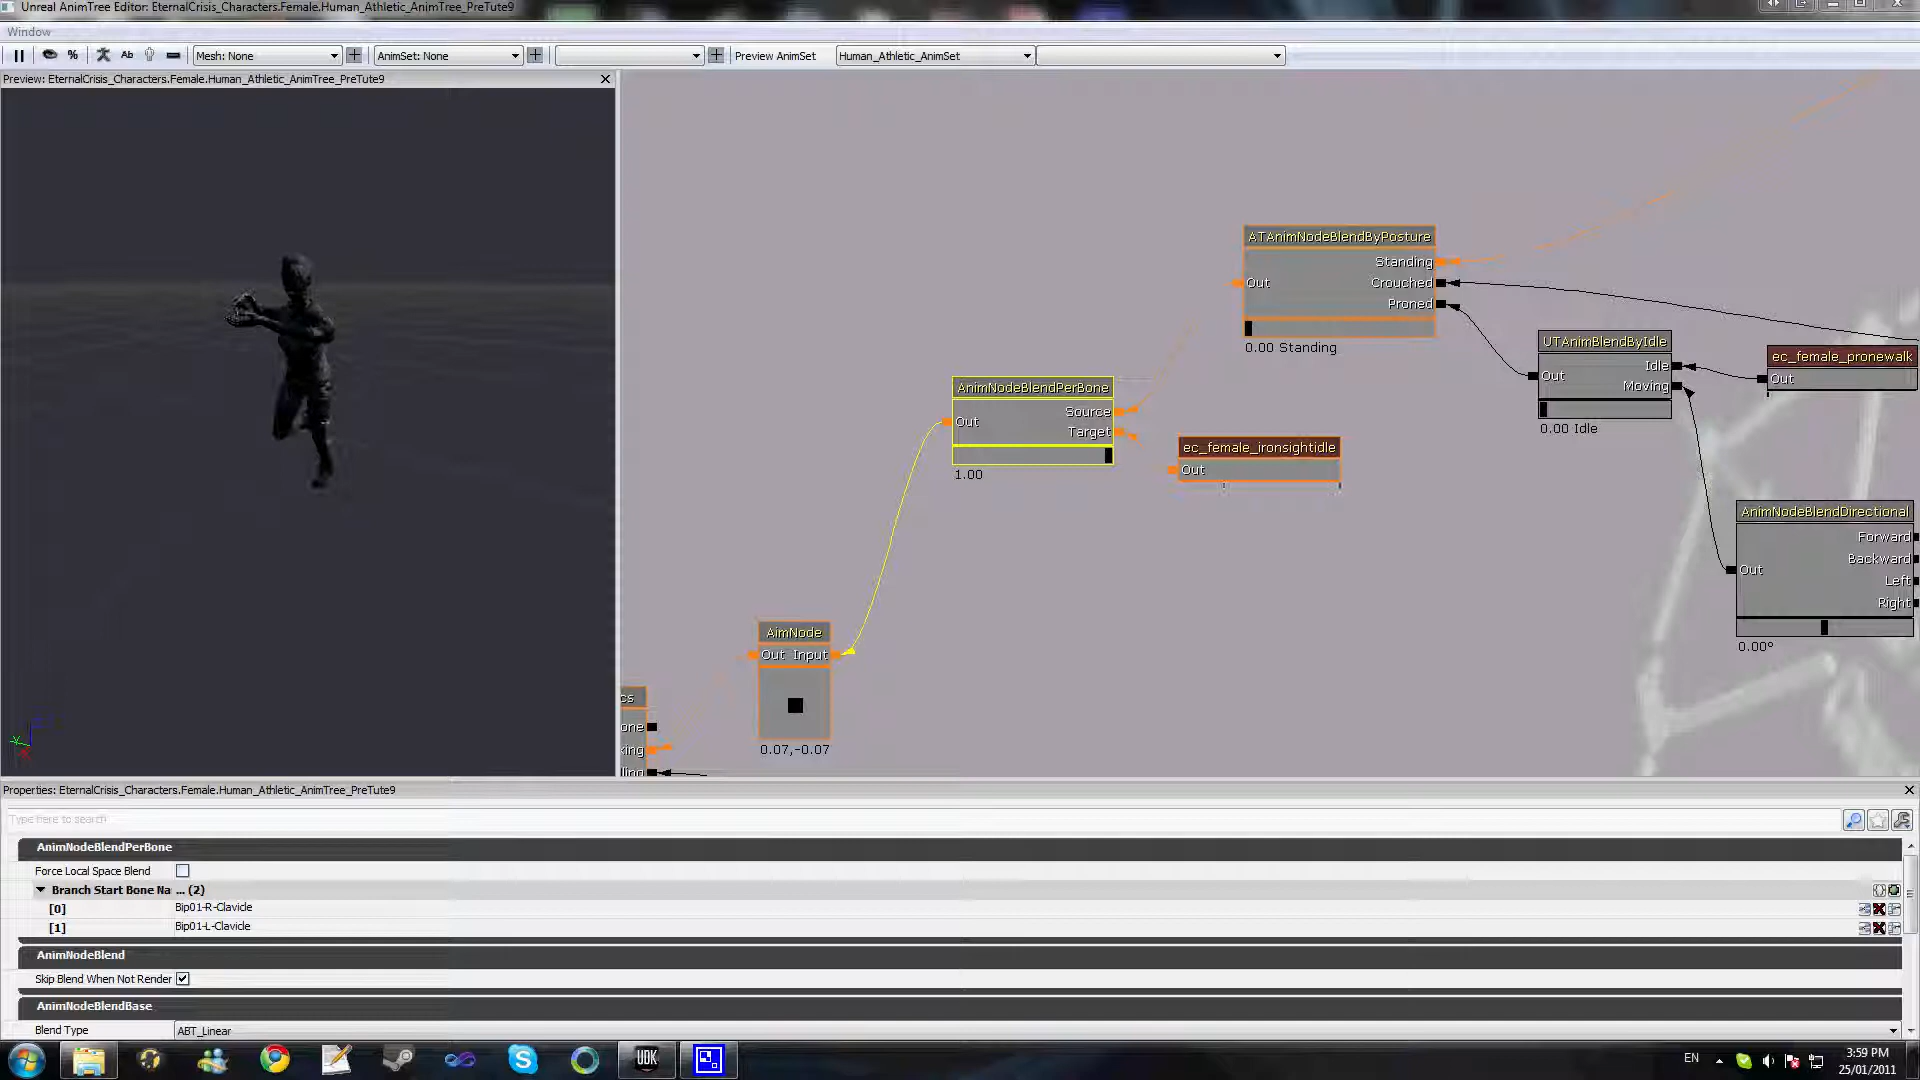 Unreal AnimTree Editor: EternalCrisis_Characters.Female.Human_Athletic_AnimTree_PreTute9
Window
% Ab Mesh: None AnimSet: None Preview AnimSet Human_Athletic_AnimSet
Preview: EternalCrisis_Characters.Female.Human_Athletic_AnimTree_PreTute9
ATAnimNodeBlendByPosture
Standing
Out Crouched
Proned
0.00 Standing
UTAnimBlendByIdle
Idle
Out
Moving
0.00 Idle
ec_female_pronewalk
Out
AnimNodeBlendPerBone
Source
Out
Target
1.00
ec_female_ironsightidle
Out
AnimNodeBlendDirectional
Forward
Backward
Out
Left
Right
0.00°
AimNode
Out Input
0.07,-0.07
cs
one
king
lling
Properties: EternalCrisis_Characters.Female.Human_Athletic_AnimTree_PreTute9
Type here to search
AnimNodeBlendPerBone
Force Local Space Blend
Branch Start Bone Na ... (2)
[0] Bip01-R-Clavicle
[1] Bip01-L-Clavicle
AnimNodeBlend
Skip Blend When Not Render
AnimNodeBlendBase
Blend Type ABT_Linear
UDK
EN
3:59 PM
25/01/2011